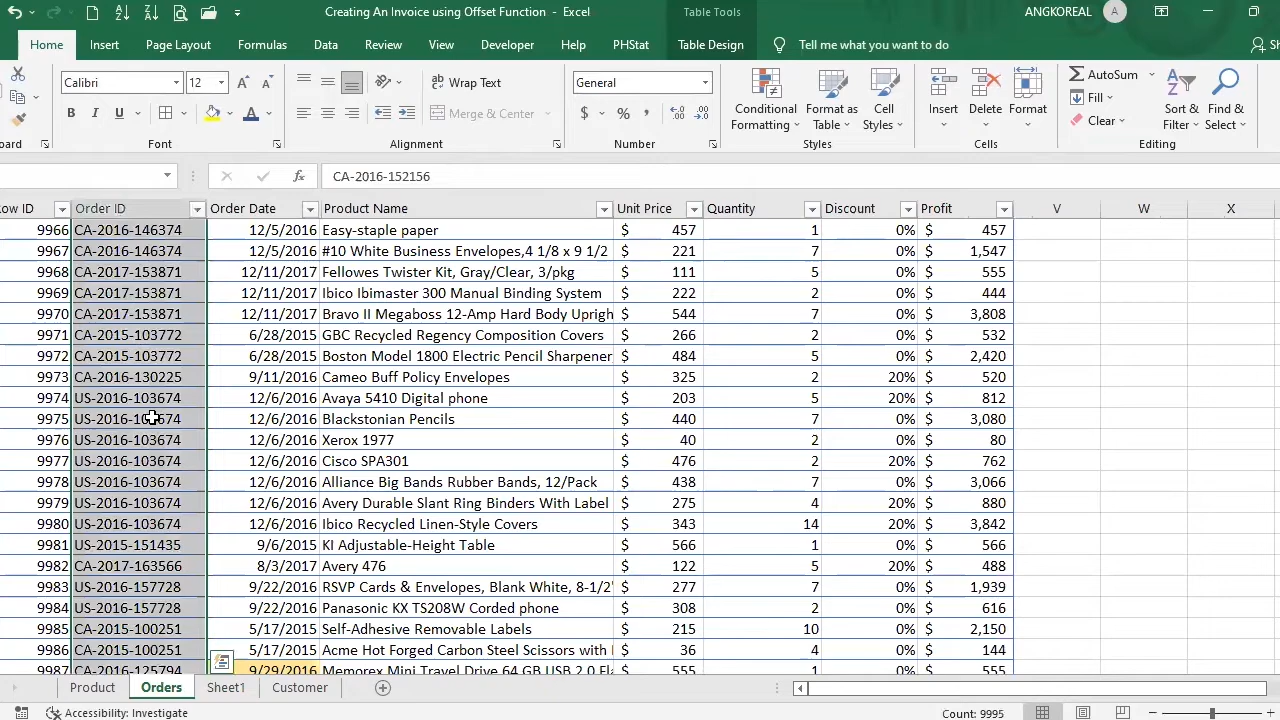 Creating An Invoice using Offset Function - Excel
Table Tools
ANGKOREAL
A
Home Insert Page Layout Formulas Data Review View Developer Help PHStat Table Design Tell me what you want to do
Calibri 12 Wrap Text General AutoSum
Conditional Formatting Format as Table Cell Styles Insert Delete Format Fill Sort & Filter Find & Select
B I U A Merge & Center $ % , Clear
Font Alignment Number Styles Cells Editing
CA-2016-152156
Order ID Order Date Product Name Unit Price Quantity Discount Profit V W X
9966 CA-2016-146374 12/5/2016 Easy-staple paper $ 457 1 0% $ 457
9967 CA-2016-146374 12/5/2016 #10 White Business Envelopes,4 1/8 x 9 1/2 $ 221 7 0% $ 1,547
9968 CA-2017-153871 12/11/2017 Fellowes Twister Kit, Gray/Clear, 3/pkg $ 111 5 0% $ 555
9969 CA-2017-153871 12/11/2017 Ibico Ibimaster 300 Manual Binding System $ 222 2 0% $ 444
9970 CA-2017-153871 12/11/2017 Bravo II Megaboss 12-Amp Hard Body Uprigh $ 544 7 0% $ 3,808
9971 CA-2015-103772 6/28/2015 GBC Recycled Regency Composition Covers $ 266 2 0% $ 532
9972 CA-2015-103772 6/28/2015 Boston Model 1800 Electric Pencil Sharpener $ 484 5 0% $ 2,420
9973 CA-2016-130225 9/11/2016 Cameo Buff Policy Envelopes $ 325 2 20% $ 520
9974 US-2016-103674 12/6/2016 Avaya 5410 Digital phone $ 203 5 20% $ 812
9975 US-2016-103674 12/6/2016 Blackstonian Pencils $ 440 7 0% $ 3,080
9976 US-2016-103674 12/6/2016 Xerox 1977 $ 40 2 0% $ 80
9977 US-2016-103674 12/6/2016 Cisco SPA301 $ 476 2 20% $ 762
9978 US-2016-103674 12/6/2016 Alliance Big Bands Rubber Bands, 12/Pack $ 438 7 0% $ 3,066
9979 US-2016-103674 12/6/2016 Avery Durable Slant Ring Binders With Label $ 275 4 20% $ 880
9980 US-2016-103674 12/6/2016 Ibico Recycled Linen-Style Covers $ 343 14 20% $ 3,842
9981 US-2015-151435 9/6/2015 KI Adjustable-Height Table $ 566 1 0% $ 566
9982 CA-2017-163566 8/3/2017 Avery 476 $ 122 5 20% $ 488
9983 US-2016-157728 9/22/2016 RSVP Cards & Envelopes, Blank White, 8-1/2" $ 277 7 0% $ 1,939
9984 US-2016-157728 9/22/2016 Panasonic KX TS208W Corded phone $ 308 2 0% $ 616
9985 CA-2015-100251 5/17/2015 Self-Adhesive Removable Labels $ 215 10 0% $ 2,150
9986 CA-2015-100251 5/17/2015 Acme Hot Forged Carbon Steel Scissors with $ 36 4 0% $ 144
9987 CA-2016-125794 9/29/2016 Memorex Mini Travel Drive 64 GB USB 2.0 $ 555 1 0% $ 555
Product Orders Sheet1 Customer
Accessibility: Investigate Count: 9995